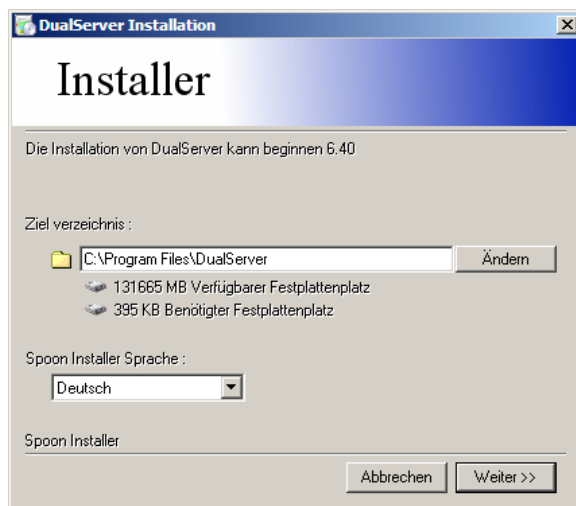 DualServer Installation
Installer
Die Installation von DualServer kann beginnen 6.40
Ziel verzeichnis :
C:\Program Files\DualServer
Ändern
131665 MB Verfügbarer Festplattenplatz
395 KB Benötigter Festplattenplatz
Spoon Installer Sprache :
Deutsch
Spoon Installer
Abbrechen
Weiter >>